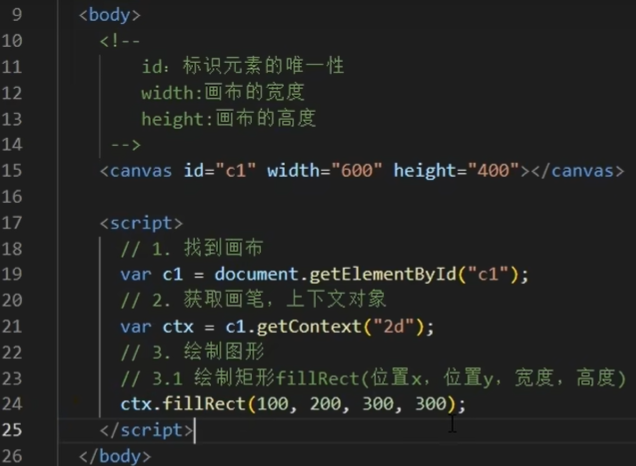 9 <body>
10 <!--
11 id: 标识元素的唯一性
12 width:画布的宽度
13 height:画布的高度
14 -->
15 <canvas id="c1" width="600" height="400"></canvas>
16
17 <script>
18 // 1. 找到画布
19 var c1 = document.getElementById("c1");
20 // 2. 获取画笔，上下文对象
21 var ctx = c1.getContext("2d");
22 // 3. 绘制图形
23 // 3.1 绘制矩形fillRect(位置x，位置y，宽度，高度)
24 ctx.fillRect(100, 200, 300, 300);
25 </script>
26 </body>